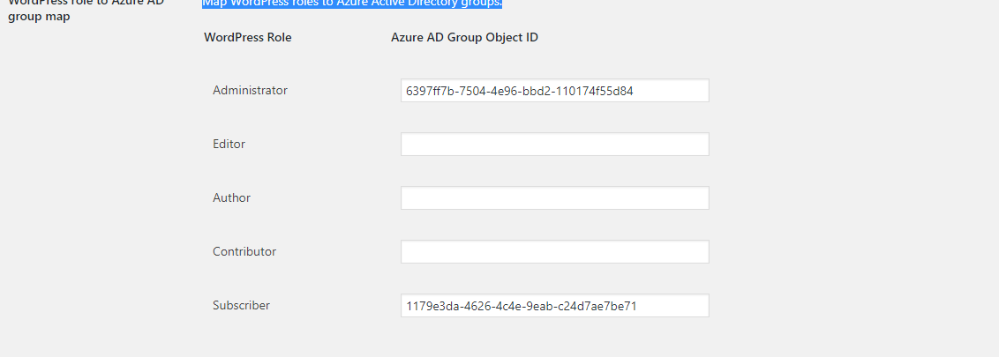 WordPress role to Azure AD
group map
Map WordPress roles to Azure Active Directory groups.
WordPress Role
Azure AD Group Object ID
Administrator
6397ff7b-7504-4e96-bbd2-110174f55d84
Editor
Author
Contributor
Subscriber
1179e3da-4626-4c4e-9eab-c24d7ae7be71